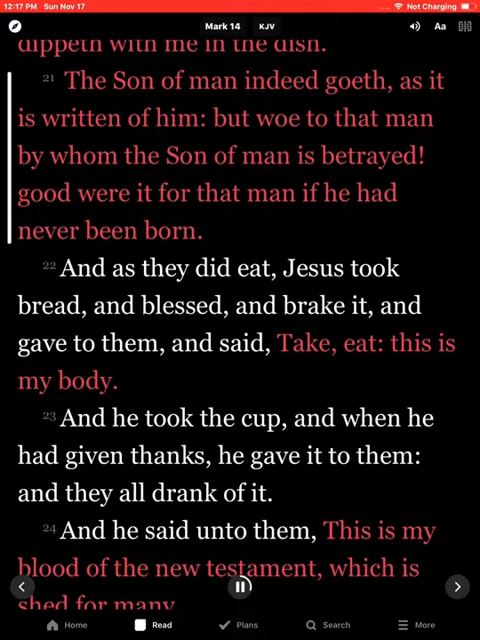 12:17 PM Sun Nov 17 Not Charging
Mark 14 KJV Aa
dippeth with me in the dish.
21 The Son of man indeed goeth, as it
is written of him: but woe to that man
by whom the Son of man is betrayed!
good were it for that man if he had
never been born.
22 And as they did eat, Jesus took
bread, and blessed, and brake it, and
gave to them, and said, Take, eat: this is
my body.
23 And he took the cup, and when he
had given thanks, he gave it to them:
and they all drank of it.
24 And he said unto them, This is my
blood of the new testament, which is
shed for many.
Home Read Plans Search More